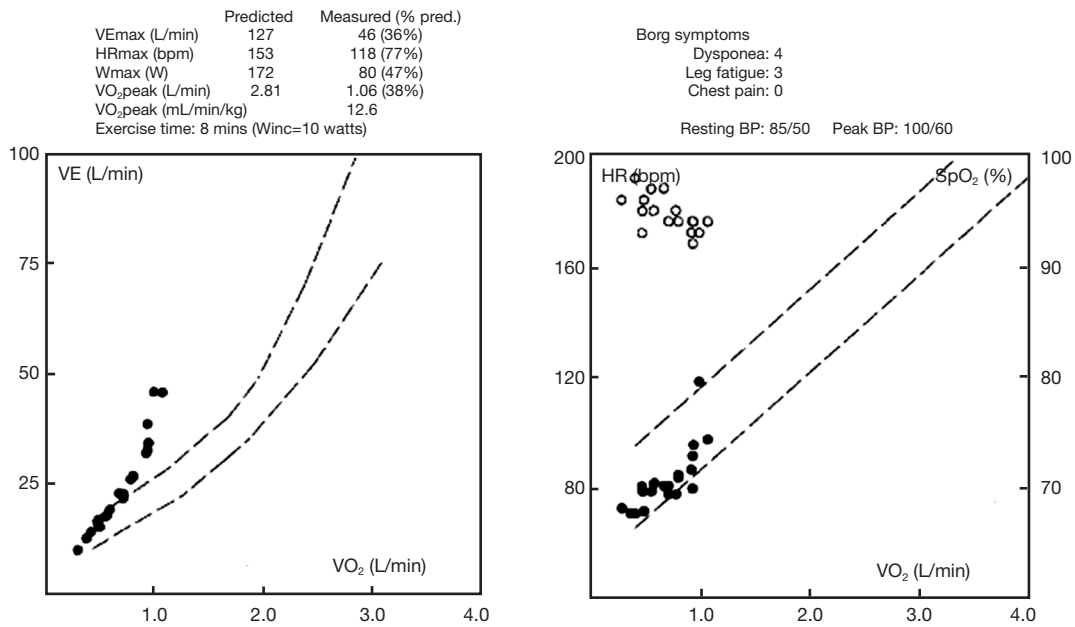 Predicted Measured (% pred.)
VEmax (L/min) 127 46 (36%)
HRmax (bpm) 153 118 (77%)
Wmax (W) 172 80 (47%)
VO₂peak (L/min) 2.81 1.06 (38%)
VO₂peak (mL/min/kg) 12.6
Exercise time: 8 mins (Winc=10 watts)
Borg symptoms
Dysponea: 4
Leg fatigue: 3
Chest pain: 0
Resting BP: 85/50 Peak BP: 100/60
100
VE (L/min)
75
50
25
VO₂ (L/min)
1.0 2.0 3.0 4.0
200 HR (bpm) SpO₂ (%) 100
160 90
120 80
80 70
VO₂ (L/min)
1.0 2.0 3.0 4.0